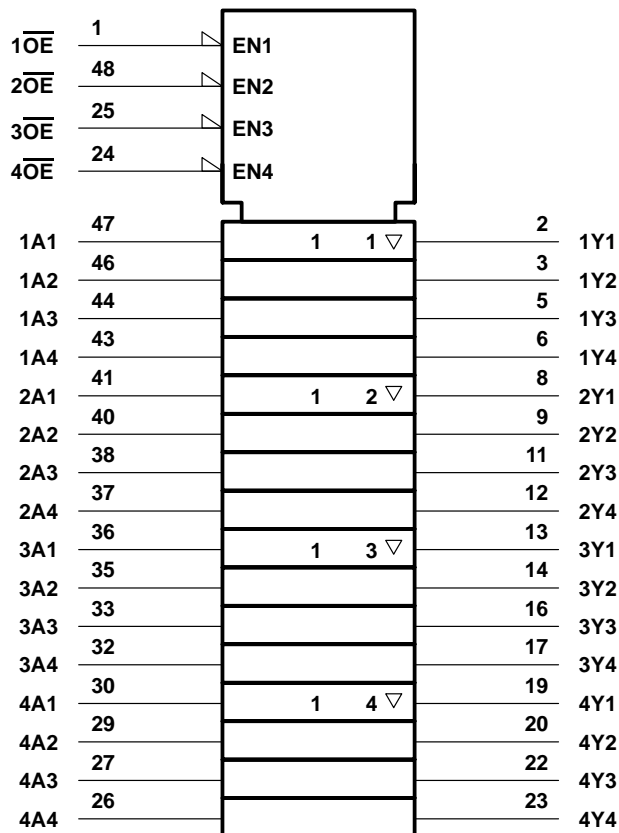 1O̅E̅ 1 EN1
2O̅E̅ 48 EN2
3O̅E̅ 25 EN3
4O̅E̅ 24 EN4
1A1 47 1 1 ▽ 2 1Y1
1A2 46 3 1Y2
1A3 44 5 1Y3
1A4 43 6 1Y4
2A1 41 1 2 ▽ 8 2Y1
2A2 40 9 2Y2
2A3 38 11 2Y3
2A4 37 12 2Y4
3A1 36 1 3 ▽ 13 3Y1
3A2 35 14 3Y2
3A3 33 16 3Y3
3A4 32 17 3Y4
4A1 30 1 4 ▽ 19 4Y1
4A2 29 20 4Y2
4A3 27 22 4Y3
4A4 26 23 4Y4